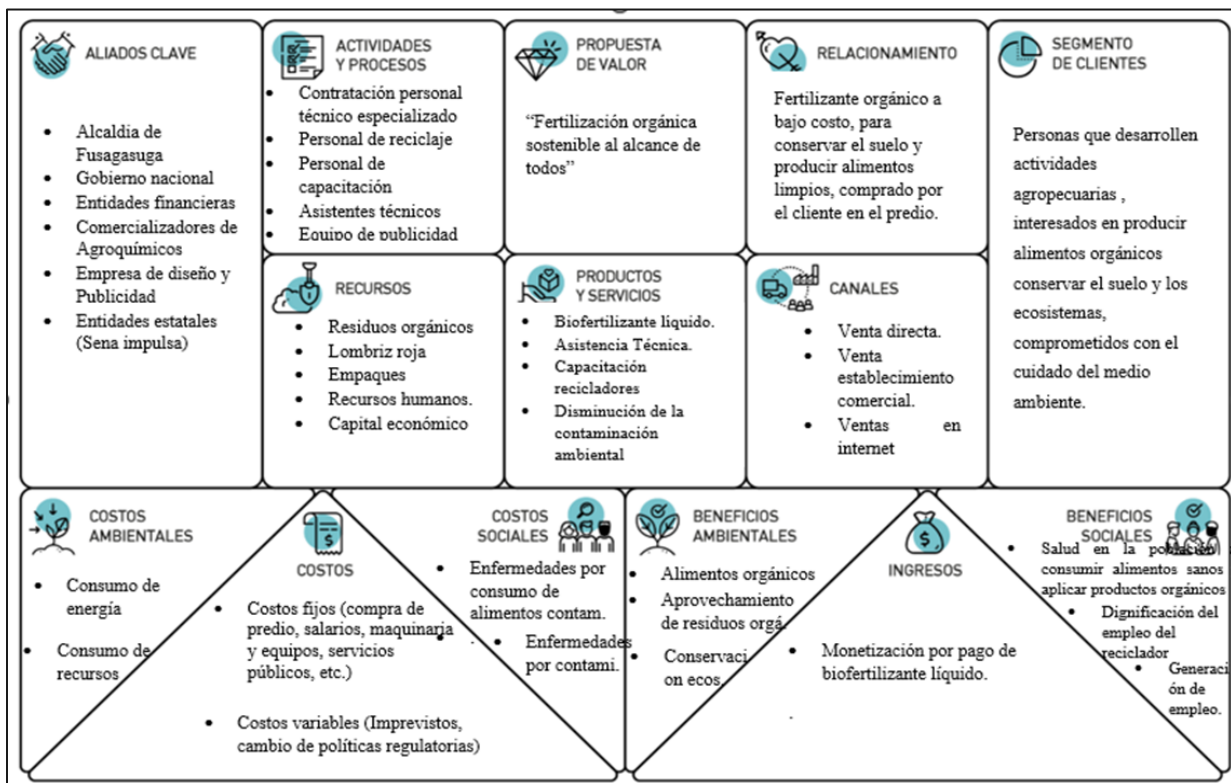 ALIADOS CLAVE
• Alcaldía de
Fusagasuga
• Gobierno nacional
• Entidades financieras
• Comercializadores de
Agroquímicos
• Empresa de diseño y
Publicidad
• Entidades estatales
(Sena impulsa)
ACTIVIDADES
Y PROCESOS
• Contratación personal
técnico especializado
• Personal de reciclaje
• Personal de
capacitación
• Asistentes técnicos
• Equipo de publicidad
RECURSOS
• Residuos orgánicos
• Lombriz roja
• Empaques
• Recursos humanos.
• Capital económico
PROPUESTA
DE VALOR
“Fertilización orgánica
sostenible al alcance de
todos”
PRODUCTOS
Y SERVICIOS
• Biofertilizante líquido.
• Asistencia Técnica.
• Capacitación
recicladores
• Disminución de la
contaminación
ambiental
RELACIONAMIENTO
Fertilizante orgánico a
bajo costo, para
conservar el suelo y
producir alimentos
limpios, comprado por
el cliente en el predio.
CANALES
• Venta directa.
• Venta
establecimiento
comercial.
• Ventas en
internet
SEGMENTO
DE CLIENTES
Personas que desarrollen
actividades
agropecuarias ,
interesados en producir
alimentos orgánicos
conservar el suelo y los
ecosistemas,
comprometidos con el
cuidado del medio
ambiente.
COSTOS
AMBIENTALES
• Consumo de
energía
• Consumo de
recursos
COSTOS
• Costos fijos (compra de
predio, salarios, maquinaria
y equipos, servicios
públicos, etc.)
• Costos variables (Imprevistos,
cambio de políticas regulatorias)
COSTOS
SOCIALES
• Enfermedades por
consumo de
alimentos contam.
• Enfermedades
por contami.
BENEFICIOS
AMBIENTALES
• Alimentos orgánicos
• Aprovechamiento
de residuos orgá.
• Conservaci
on ecos
INGRESOS
• Monetización por pago de
biofertilizante líquido.
BENEFICIOS
SOCIALES
• Salud en la población
consumir alimentos sanos
aplicar productos orgánicos
• Dignificación del
empleo del
reciclador
• Generaci
ón de
empleo.